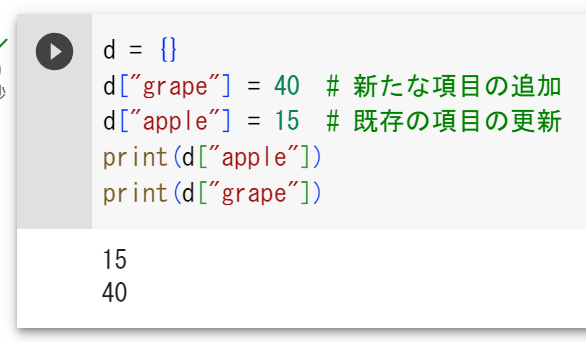 d = {}
d["grape"] = 40  # 新たな項目の追加
d["apple"] = 15  # 既存の項目の更新
print(d["apple"])
print(d["grape"])
15
40